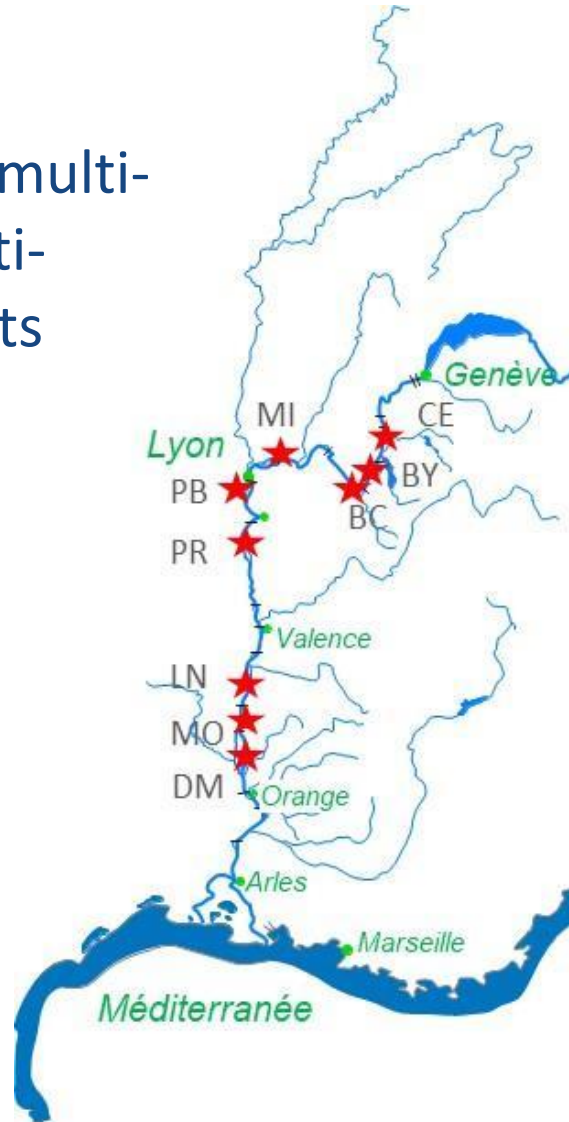 multi-
ti-
ts
Genève
MI
CE
Lyon
BY
PB
BC
PR
Valence
LN
MO
DM
Orange
Arles
Marseille
Méditerranée